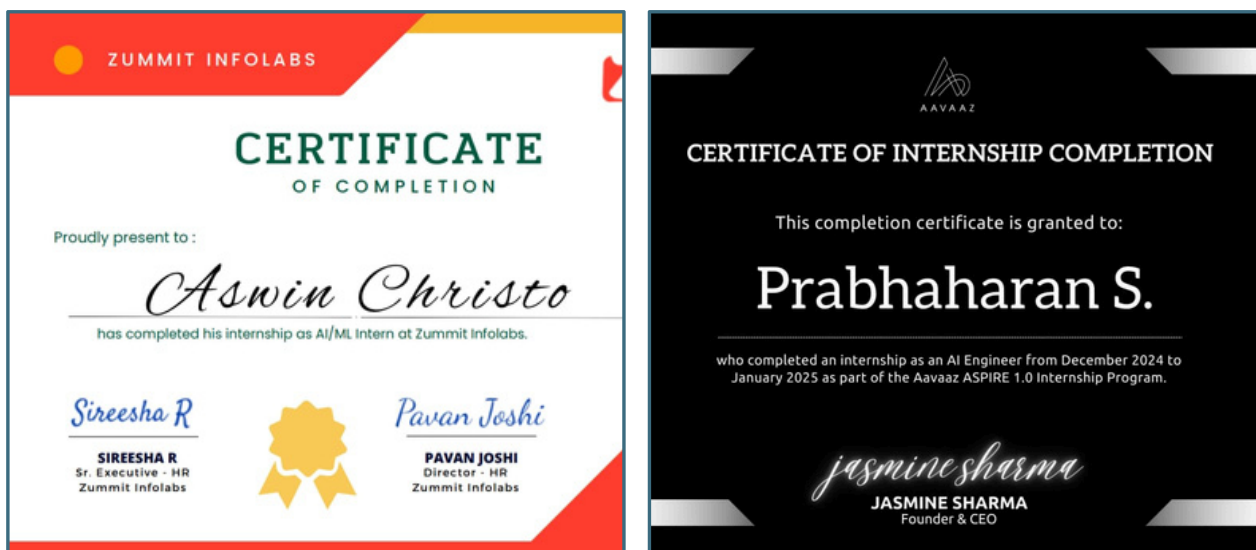 ZUMMIT INFOLABS
CERTIFICATE
OF COMPLETION
Proudly present to :
Aswin Christo
has completed his internship as AI/ML Intern at Zummit Infolabs.
Sireesha R
SIREESHA R
Sr. Executive - HR
Zummit Infolabs
Pavan Joshi
PAVAN JOSHI
Director - HR
Zummit Infolabs
AAVAAZ
CERTIFICATE OF INTERNSHIP COMPLETION
This completion certificate is granted to:
Prabhaharan S.
who completed an internship as an AI Engineer from December 2024 to
January 2025 as part of the Aavaaz ASPIRE 1.0 Internship Program.
jasmine sharma
JASMINE SHARMA
Founder & CEO